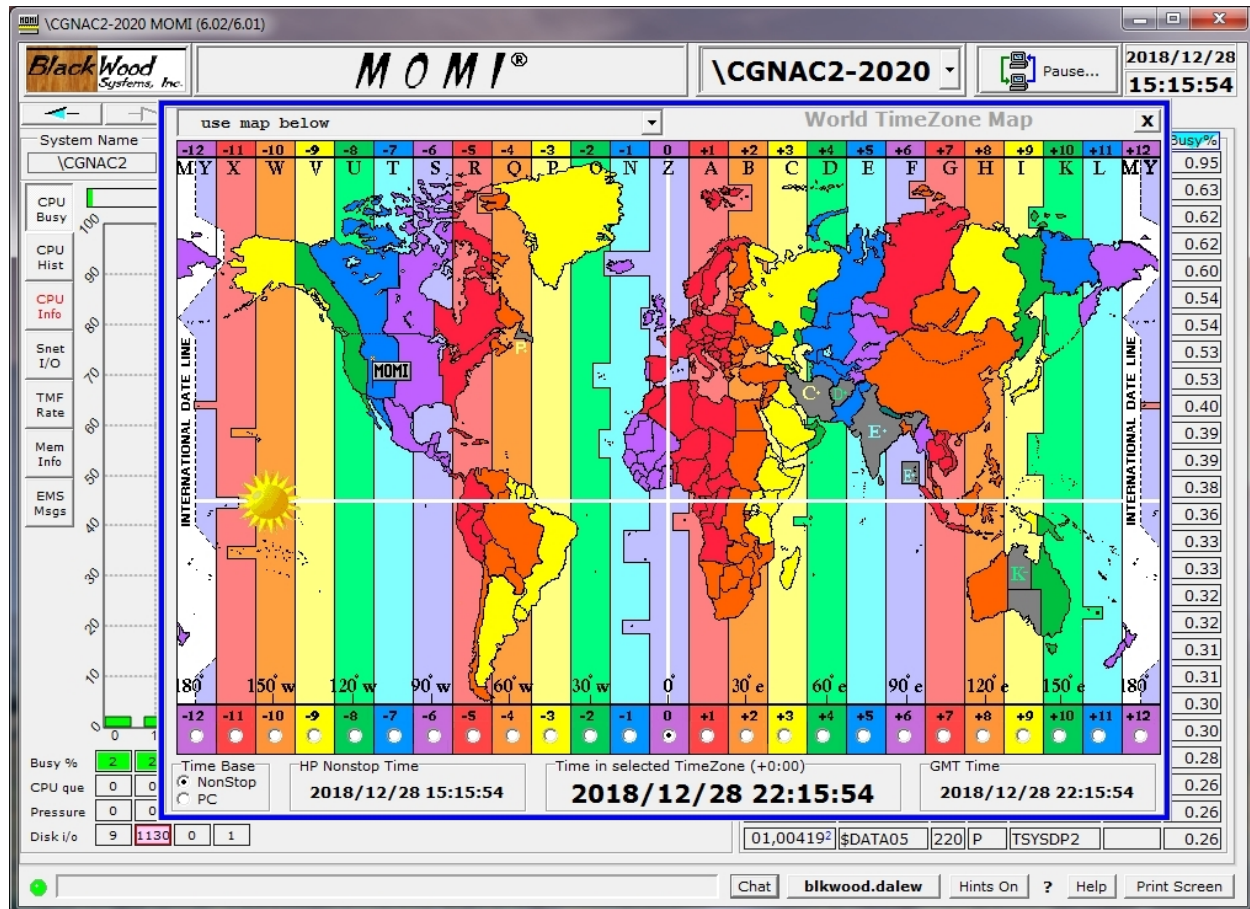 \CGNAC2-2020 MOMI (6.02/6.01)
BlackWood Systems, Inc.
M O M I ®
\CGNAC2-2020
Pause...
2018/12/28
15:15:54
System Name
\CGNAC2
use map below
World TimeZone Map
X
-12 -11 -10 -9 -8 -7 -6 -5 -4 -3 -2 -1 0 +1 +2 +3 +4 +5 +6 +7 +8 +9 +10 +11 +12
M Y X W V U T S R Q P O N Z A B C D E F G H I K L M Y
INTERNATIONAL DATE LINE
MOMI
P
C
D
E
E
K
INTERNATIONAL DATE LINE
180° 150° w 120° w 90° w 60° w 30° w 0° 30° e 60° e 90° e 120° e 150° e 180°
-12 -11 -10 -9 -8 -7 -6 -5 -4 -3 -2 -1 0 +1 +2 +3 +4 +5 +6 +7 +8 +9 +10 +11 +12
Time Base
NonStop
PC
HP Nonstop Time
2018/12/28 15:15:54
Time in selected TimeZone (+0:00)
2018/12/28 22:15:54
GMT Time
2018/12/28 22:15:54
CPU Busy
CPU Hist
CPU Info
Snet I/O
TMF Rate
Mem Info
EMS Msgs
100
90
80
70
60
50
40
30
20
10
0
0 1
Busy % 2 2
CPU que 0 0
Pressure 0 0
Disk i/o 9 1130 0 1
Busy%
0.95
0.63
0.62
0.62
0.60
0.54
0.54
0.53
0.53
0.40
0.39
0.39
0.38
0.36
0.33
0.33
0.32
0.32
0.31
0.31
0.30
0.30
0.28
0.26
0.26
01,00419² $DATA05 220 P TSYSDP2 0.26
Chat
blkwood.dalew
Hints On
?
Help
Print Screen